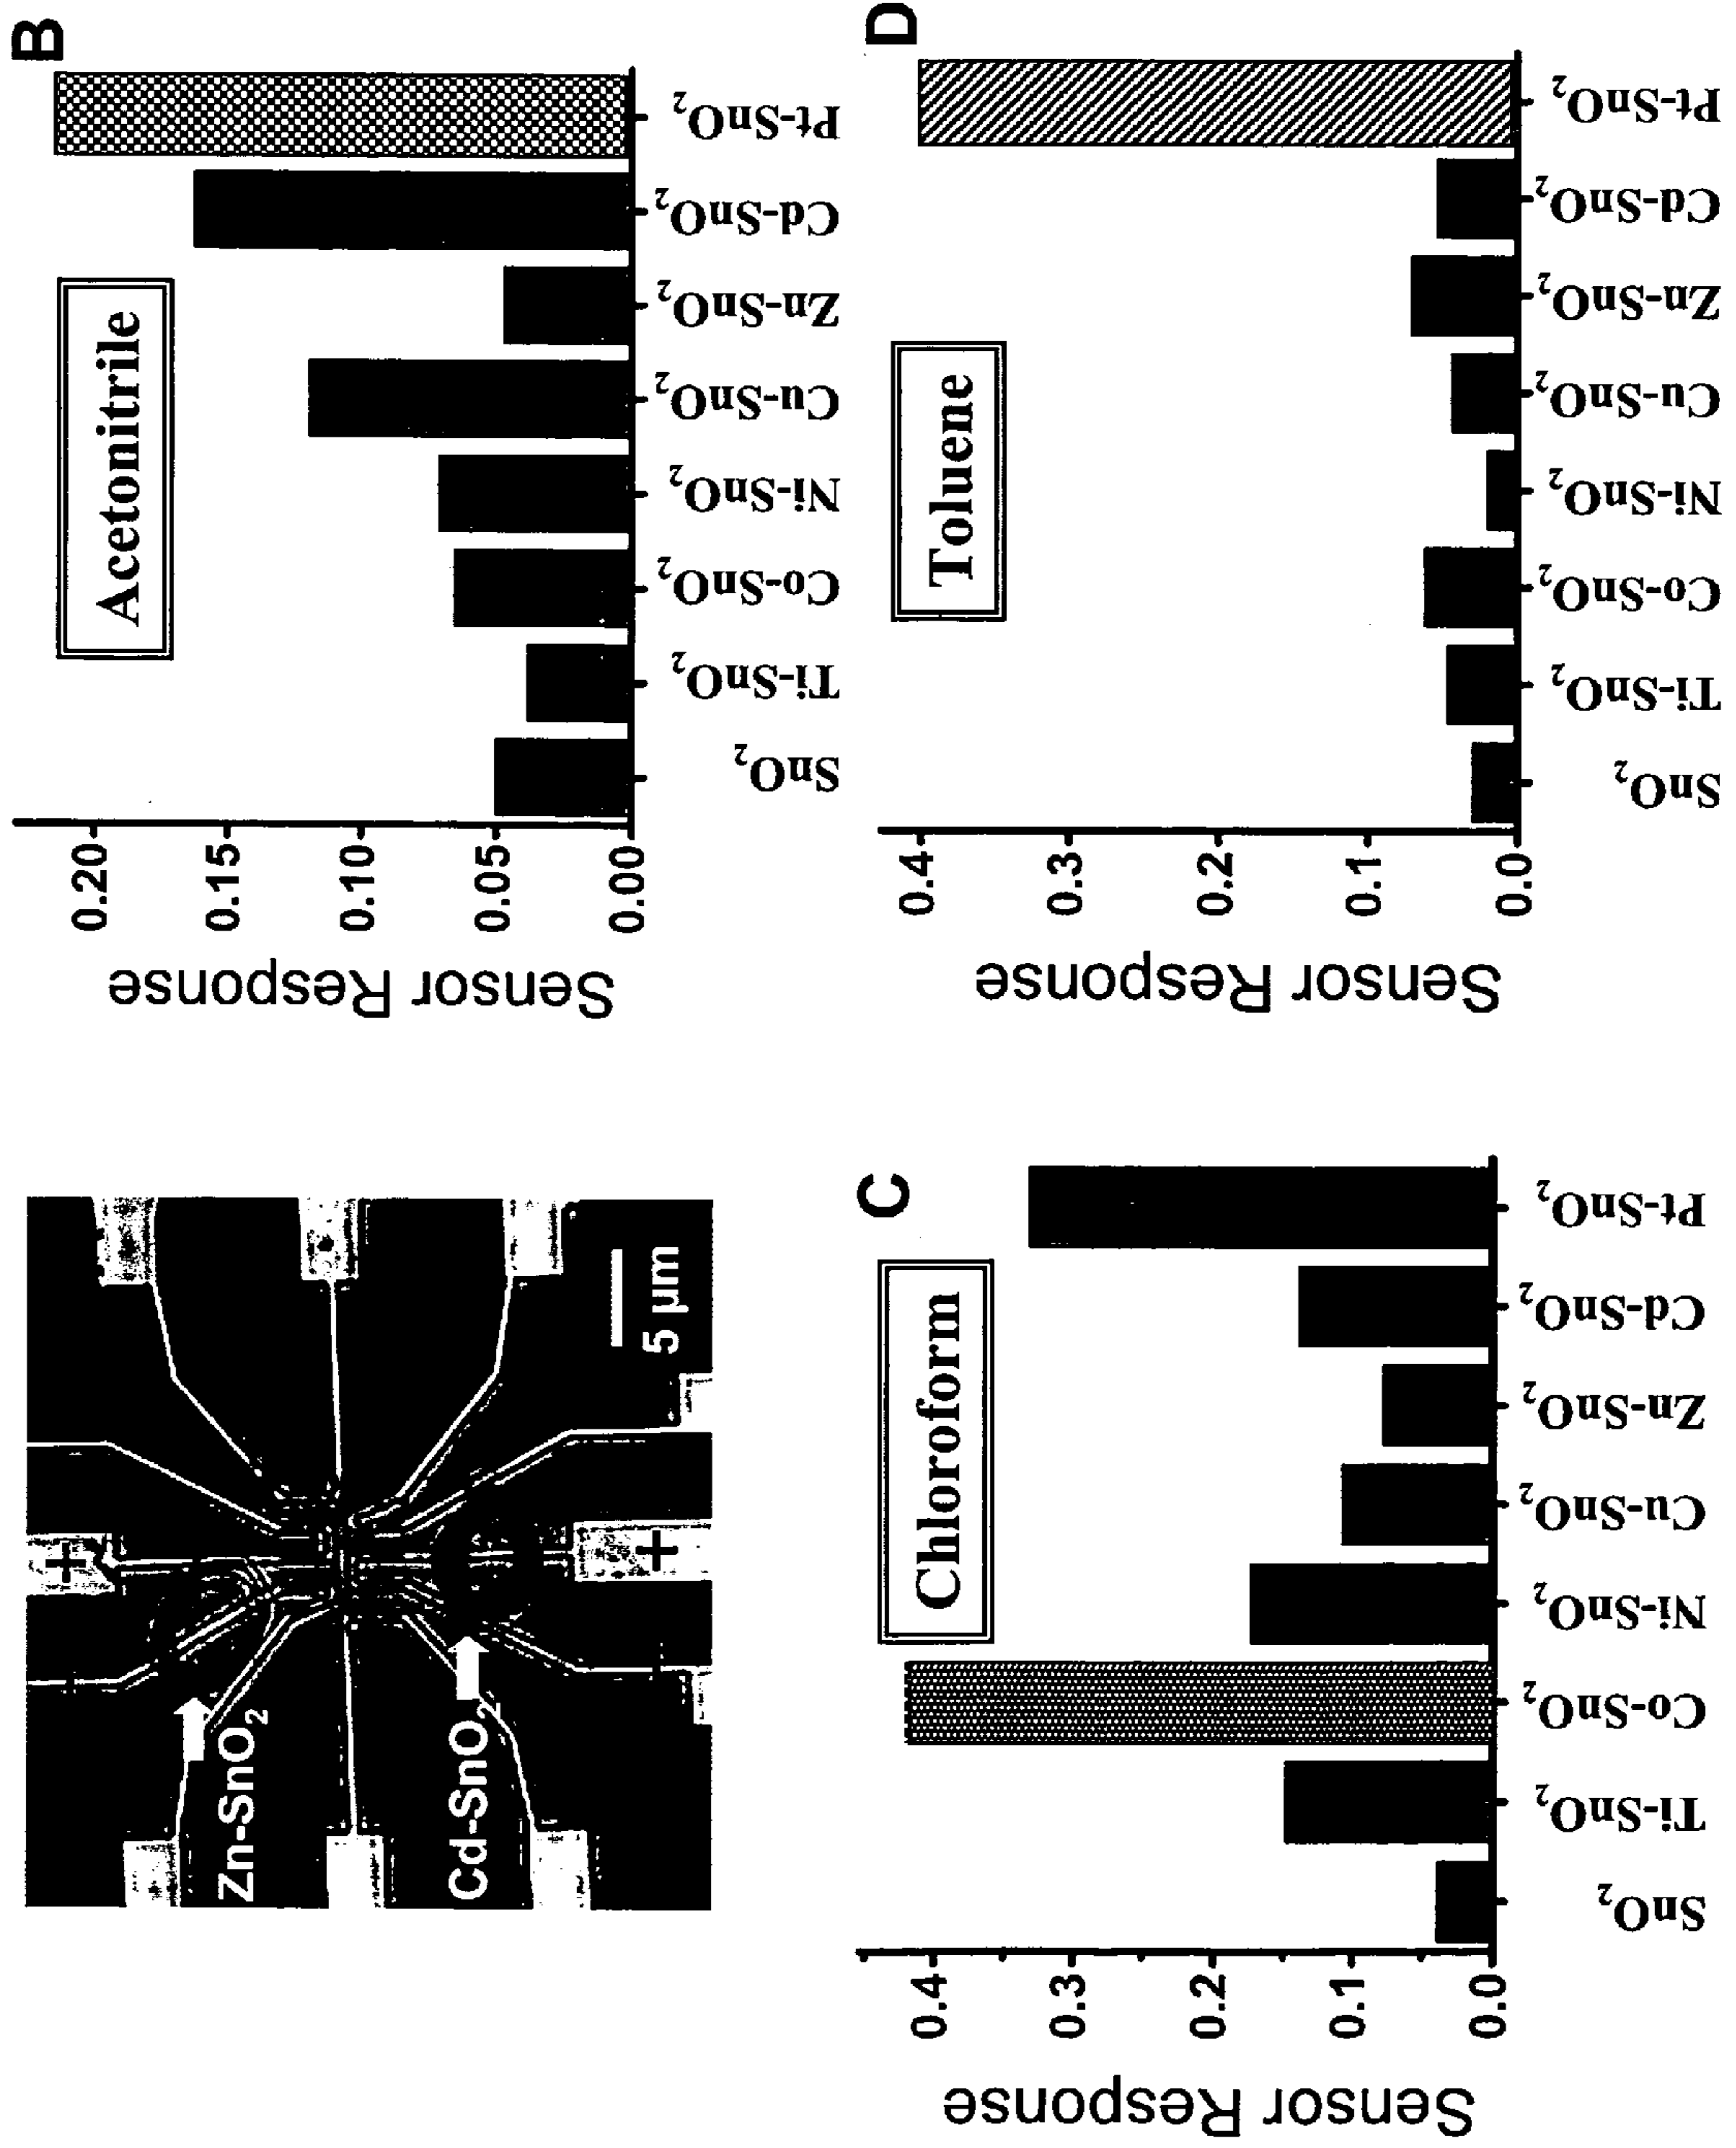 Zn-SnO₂
Cd-SnO₂
5 µm
+
+
B
Acetonitrile
Sensor Response
0.20
0.15
0.10
0.05
0.00
SnO₂
Ti-SnO₂
Co-SnO₂
Ni-SnO₂
Cu-SnO₂
Zn-SnO₂
Cd-SnO₂
Pt-SnO₂
C
Chloroform
Sensor Response
0.4
0.3
0.2
0.1
0.0
SnO₂
Ti-SnO₂
Co-SnO₂
Ni-SnO₂
Cu-SnO₂
Zn-SnO₂
Cd-SnO₂
Pt-SnO₂
D
Toluene
Sensor Response
0.4
0.3
0.2
0.1
0.0
SnO₂
Ti-SnO₂
Co-SnO₂
Ni-SnO₂
Cu-SnO₂
Zn-SnO₂
Cd-SnO₂
Pt-SnO₂